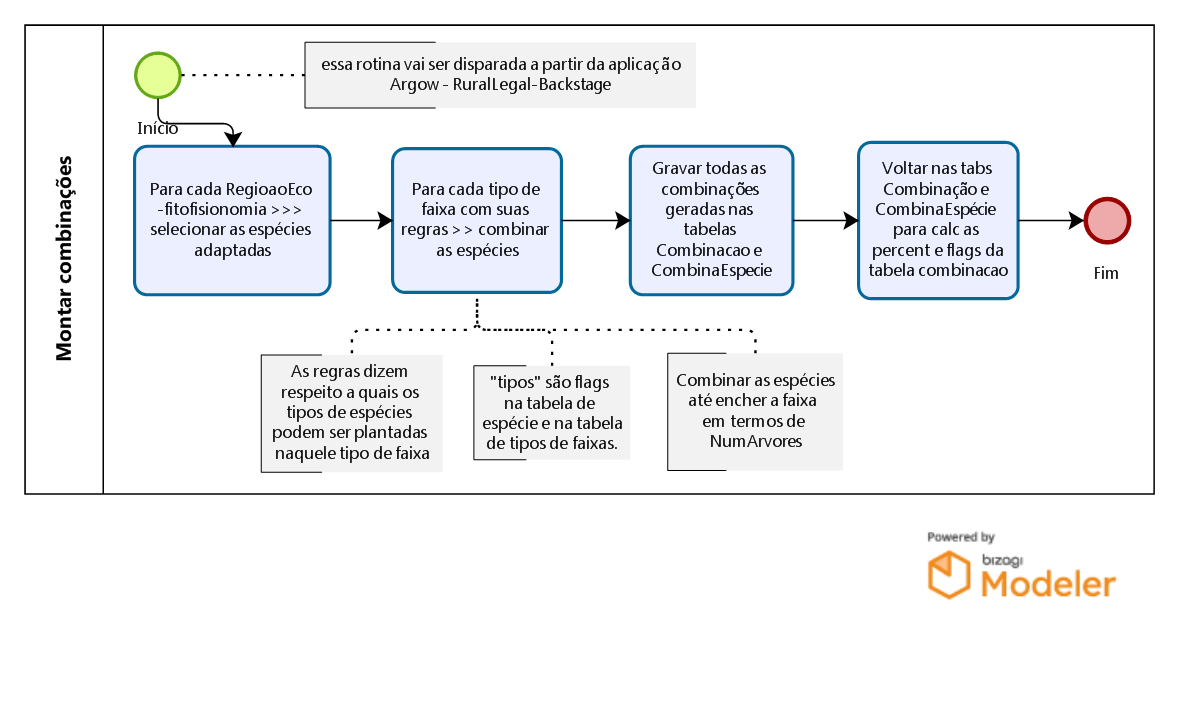 Montar combinações
essa rotina vai ser disparada a partir da aplicação
Argow - RuralLegal-Backstage
Início
Para cada RegioaoEco
-fitofisionomia >>>
selecionar as espécies
adaptadas
Para cada tipo de
faixa com suas
regras >> combinar
as espécies
Gravar todas as
combinações
geradas nas
tabelas
Combinacao e
CombinaEspecie
Voltar nas tabs
Combinação e
CombinaEspécie
para calc as
percent e flags da
tabela combinacao
Fim
As regras dizem
respeito a quais os
tipos de espécies
podem ser plantadas
naquele tipo de faixa
"tipos" são flags
na tabela de
espécie e na tabela
de tipos de faixas.
Combinar as espécies
até encher a faixa
em termos de
NumArvores
Powered by
bizagi
Modeler